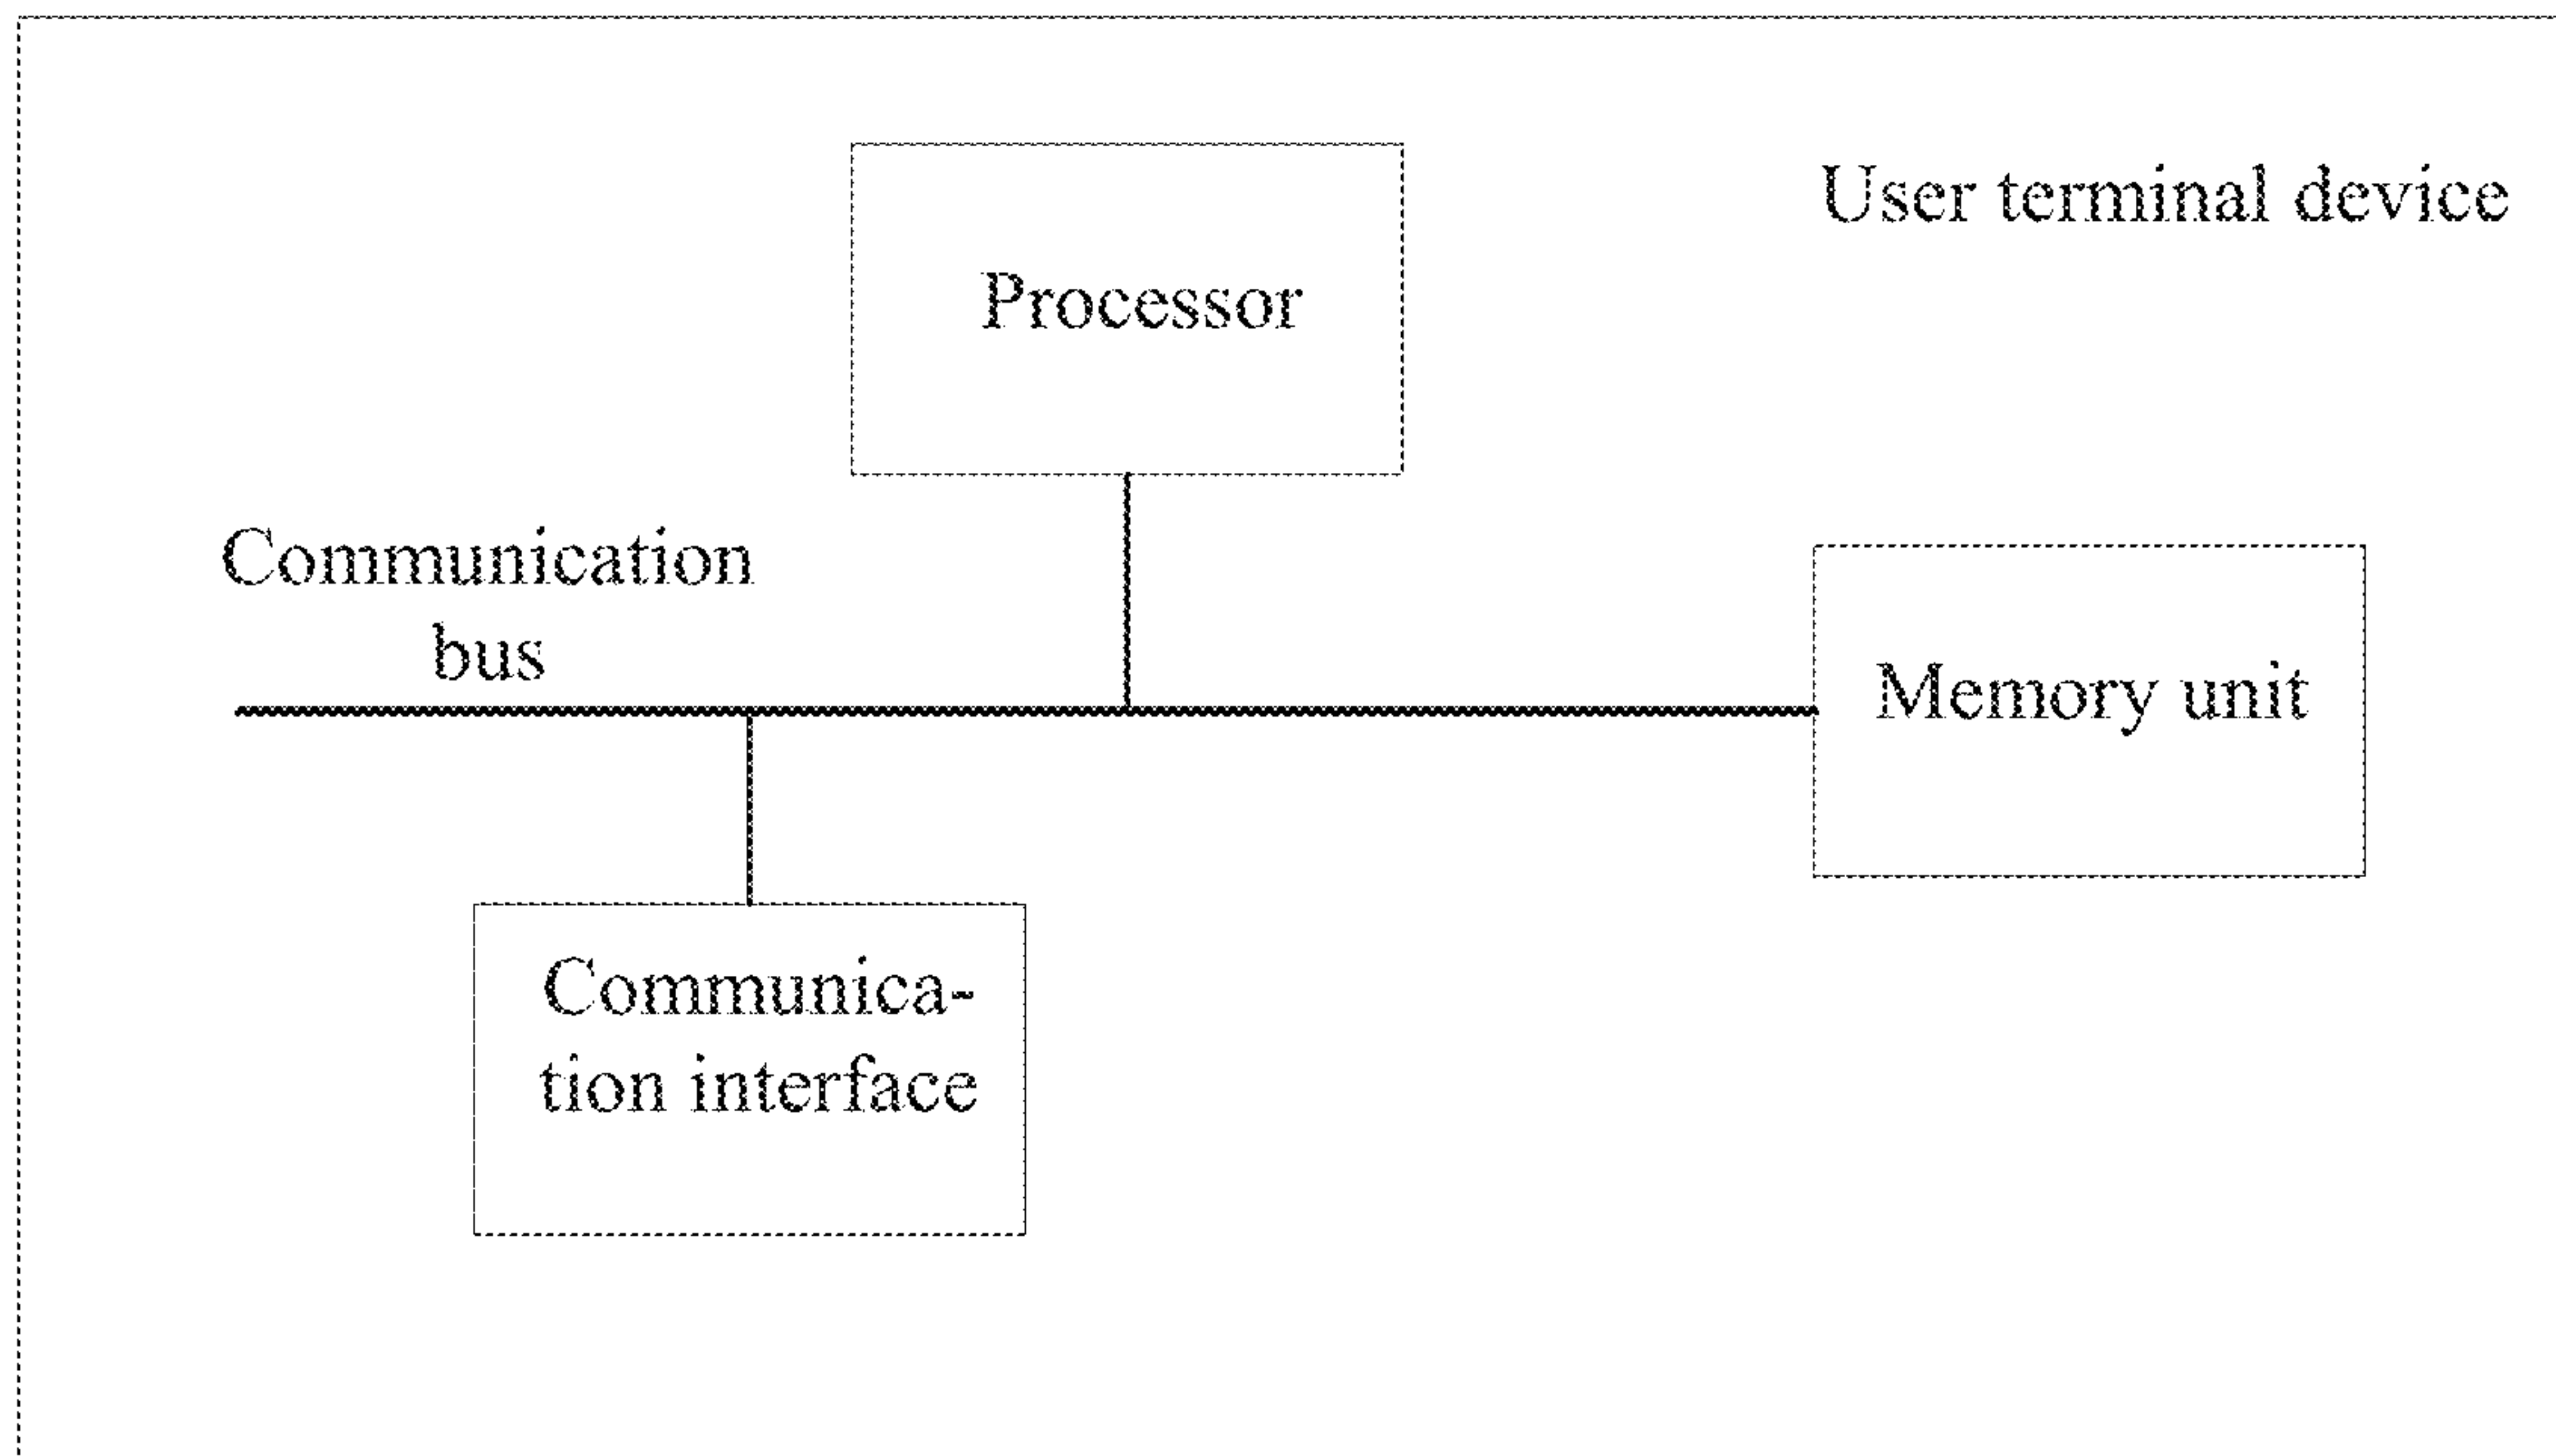 User terminal device
Processor
Communication
bus
Memory unit
Communica-
tion interface